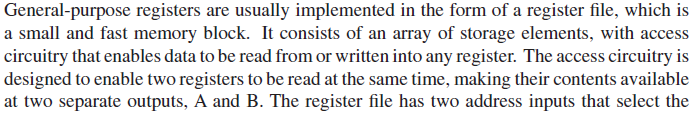 General-purpose registers are usually implemented in the form of a register file, which is
a small and fast memory block. It consists of an array of storage elements, with access
circuitry that enables data to be read from or written into any register. The access circuitry is
designed to enable two registers to be read at the same time, making their contents available
at two separate outputs, A and B. The register file has two address inputs that select the